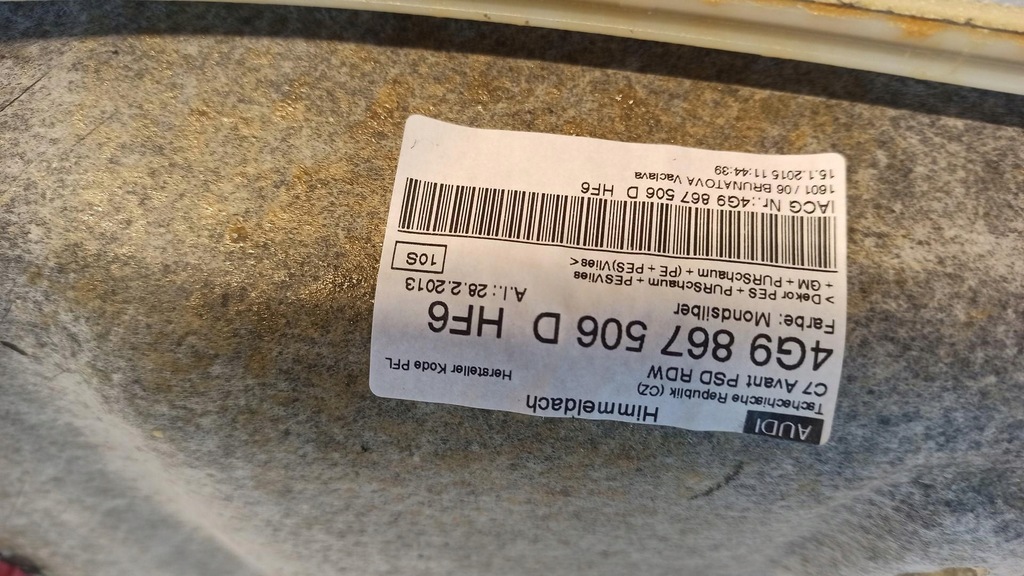 AUDI Himmeldach
Tschechische Republik (CZ) Hersteller Kode PFL
C7 Avant PSD RDW
4G9 867 506 D HF6
Farbe: Mondsilber A.I.: 28.2.2013
> Dekor PES + PURSchaum + PESVlies
+ GM + PURSchaum + (PE + PES)Vlies < 10S
IACG Nr.:4G9 867 506 D HF6
1601 / 06 BRUNATOVA Vaclava
15.1.2015 11:44:39